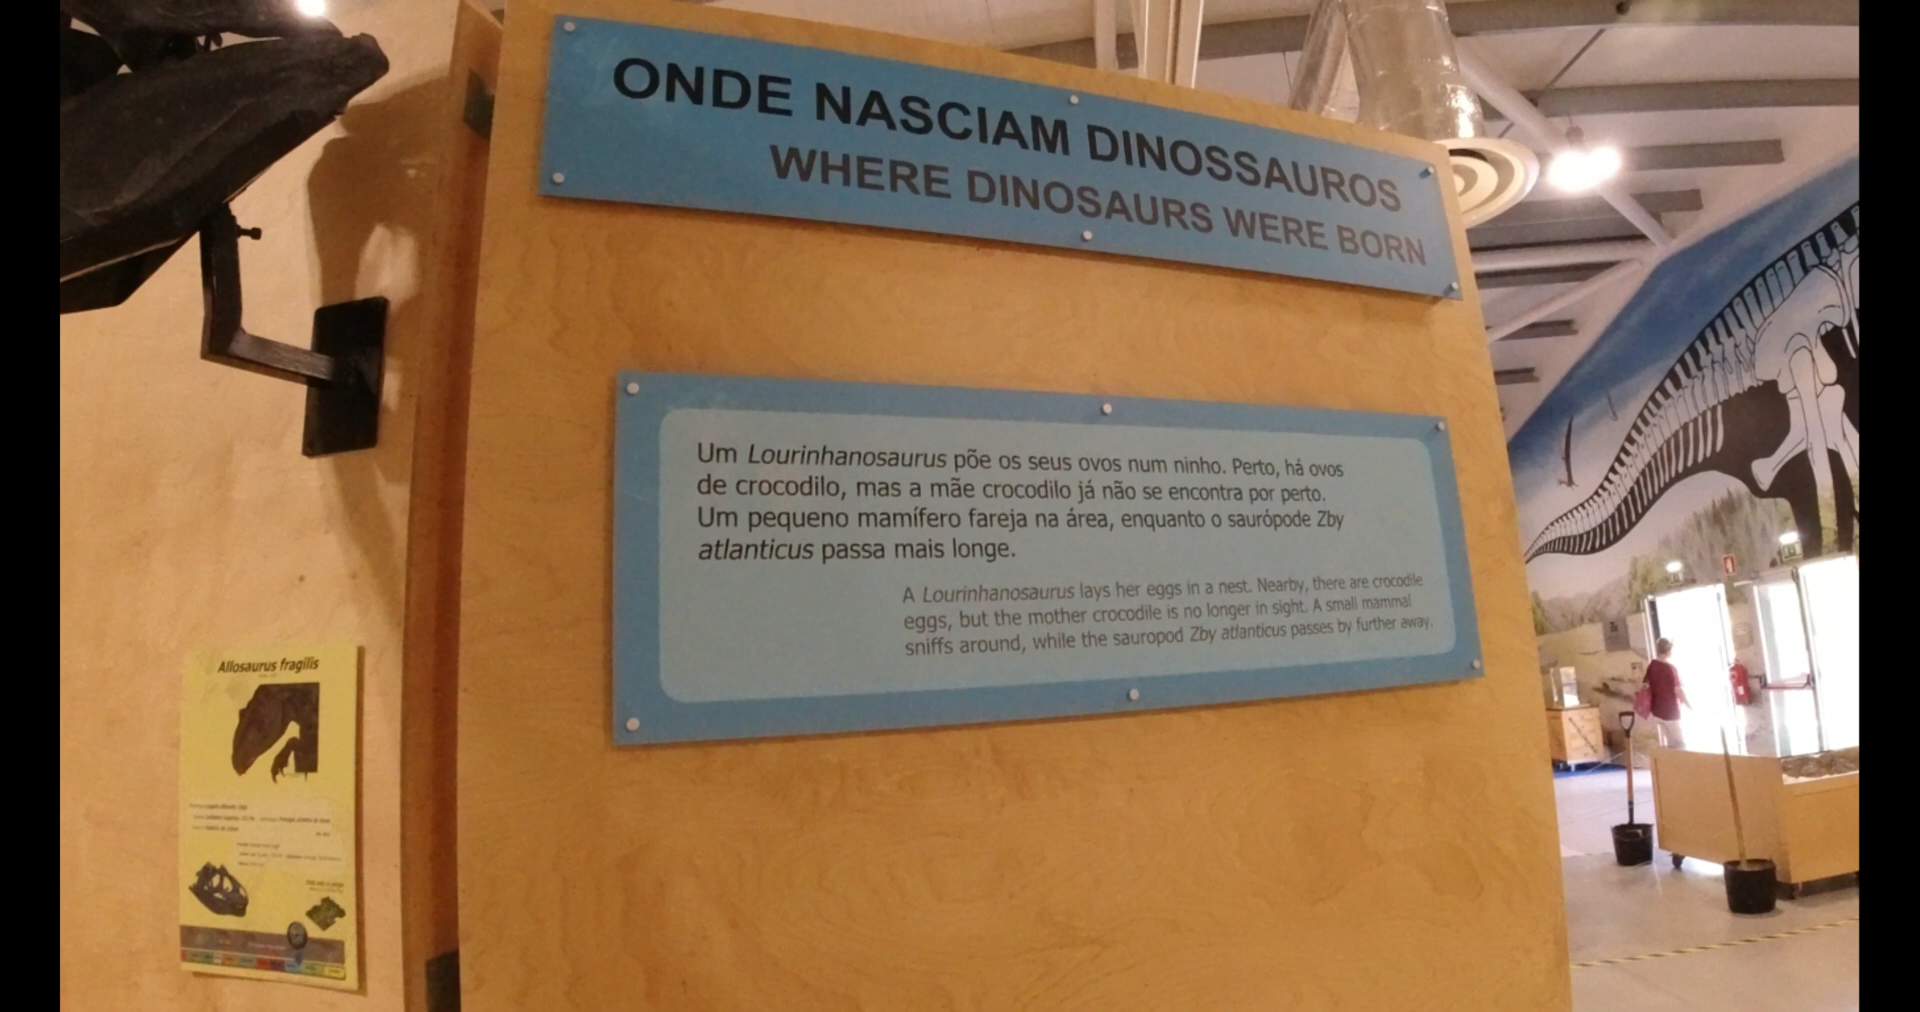 ONDE NASCIAM DINOSSAUROS
WHERE DINOSAURS WERE BORN
Um Lourinhanosaurus põe os seus ovos num ninho. Perto, há ovos
de crocodilo, mas a mãe crocodilo já não se encontra por perto.
Um pequeno mamífero fareja na área, enquanto o saurópode Zby
atlanticus passa mais longe.
A Lourinhanosaurus lays her eggs in a nest. Nearby, there are crocodile
eggs, but the mother crocodile is no longer in sight. A small mammal
sniffs around, while the sauropod Zby atlanticus passes by further away.
Allosaurus fragilis